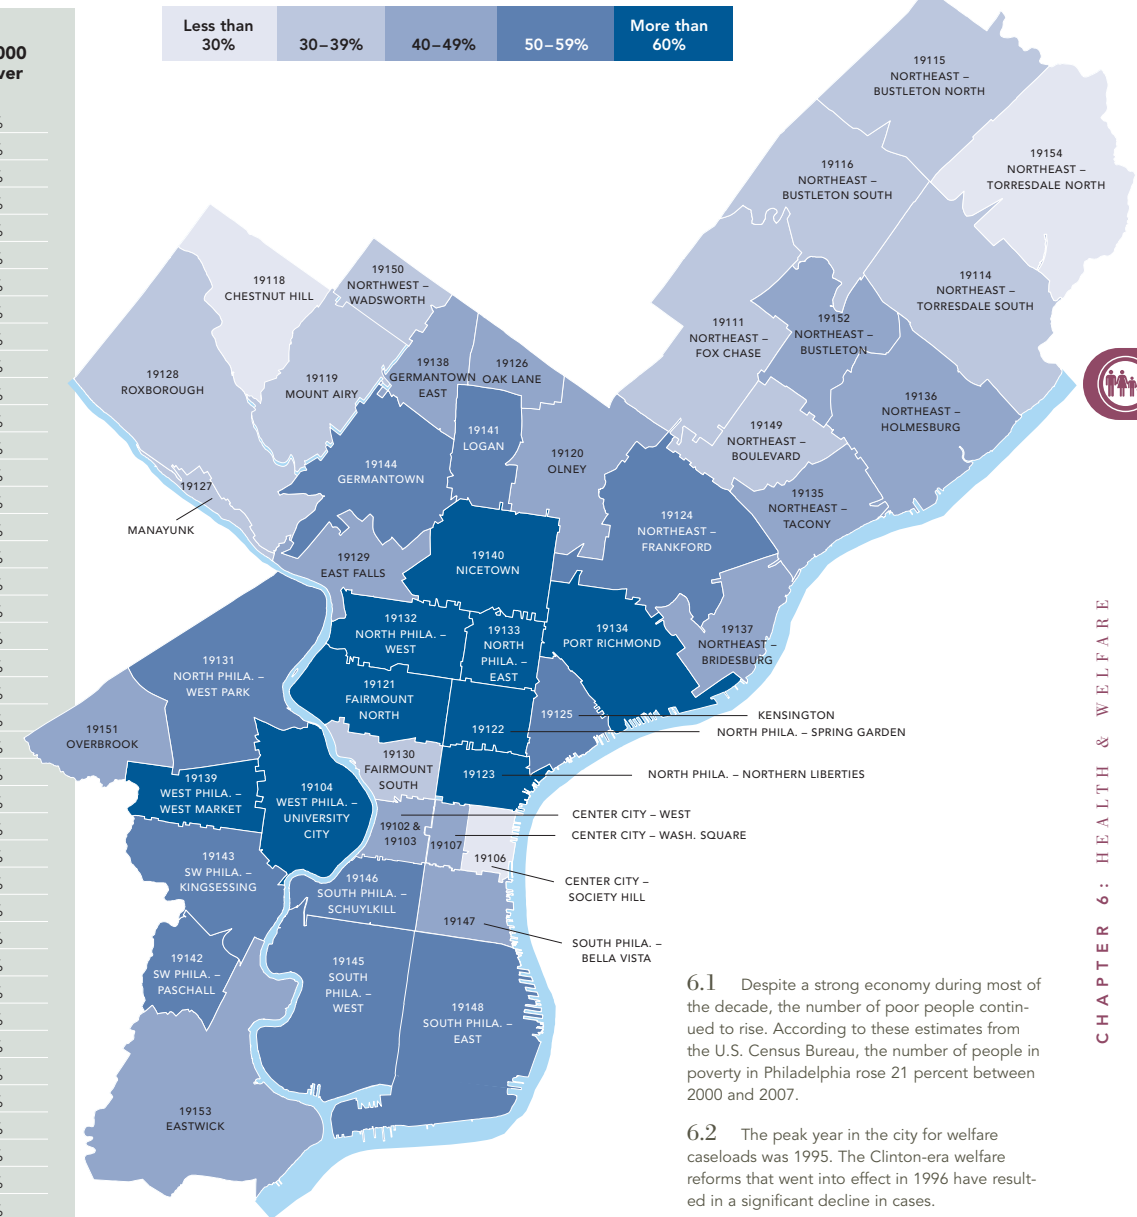 000
ver
%
Less than
30%
30–39%
40–49%
50–59%
More than
60%
19115
NORTHEAST –
BUSTLETON NORTH
19154
NORTHEAST –
TORRESDALE NORTH
19116
NORTHEAST –
BUSTLETON SOUTH
19118
CHESTNUT HILL
19150
NORTHWEST –
WADSWORTH
19114
NORTHEAST –
TORRESDALE SOUTH
19111
NORTHEAST –
FOX CHASE
19152
NORTHEAST –
BUSTLETON
19128
ROXBOROUGH
19119
MOUNT AIRY
19138
GERMANTOWN
EAST
19126
OAK LANE
19136
NORTHEAST –
HOLMESBURG
19141
LOGAN
19149
NORTHEAST –
BOULEVARD
19144
GERMANTOWN
19120
OLNEY
19127
MANAYUNK
19135
NORTHEAST –
TACONY
19124
NORTHEAST –
FRANKFORD
19129
EAST FALLS
19140
NICETOWN
19132
NORTH PHILA. –
WEST
19133
NORTH
PHILA. –
EAST
19134
PORT RICHMOND
19137
NORTHEAST –
BRIDESBURG
19131
NORTH PHILA. –
WEST PARK
19121
FAIRMOUNT
NORTH
19125
KENSINGTON
19122
NORTH PHILA. – SPRING GARDEN
19151
OVERBROOK
19130
FAIRMOUNT
SOUTH
19123
NORTH PHILA. – NORTHERN LIBERTIES
19139
WEST PHILA. –
WEST MARKET
19104
WEST PHILA. –
UNIVERSITY
CITY
CENTER CITY – WEST
19102 &
19103
19107
CENTER CITY – WASH. SQUARE
19106
CENTER CITY –
SOCIETY HILL
19143
SW PHILA. –
KINGSESSING
19146
SOUTH PHILA. –
SCHUYLKILL
19147
SOUTH PHILA. –
BELLA VISTA
19142
SW PHILA. –
PASCHALL
19145
SOUTH
PHILA. –
WEST
19148
SOUTH PHILA. –
EAST
19153
EASTWICK
6.1 Despite a strong economy during most of
the decade, the number of poor people contin-
ued to rise. According to these estimates from
the U.S. Census Bureau, the number of people in
poverty in Philadelphia rose 21 percent between
2000 and 2007.
6.2 The peak year in the city for welfare
caseloads was 1995. The Clinton-era welfare
reforms that went into effect in 1996 have result-
ed in a significant decline in cases.
CHAPTER 6: HEALTH & WELFARE